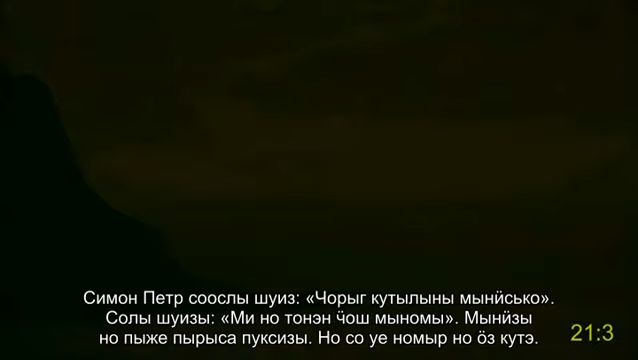 Симон Петр соослы шуиз: «Чорыг кутылыны мынӥсько».
Солы шуизы: «Ми но тонэн ӵош мыномы». Мынӥзы
но пыже пырыса пуксизы. Но со уе номыр но ӧз кутэ.
21:3